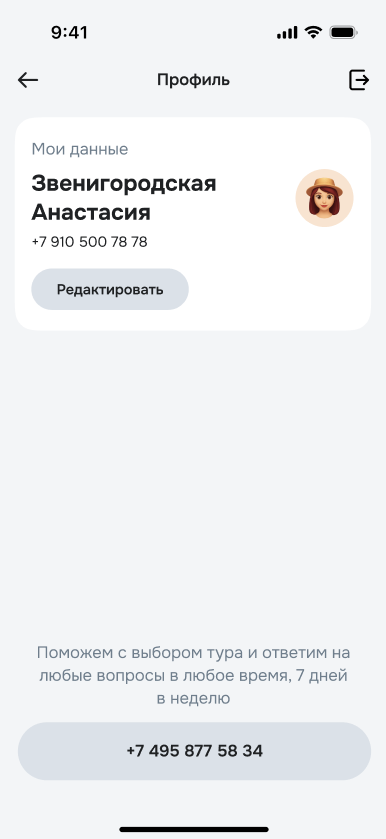 9:41
Профиль
Мои данные
Звенигородская
Анастасия
+7 910 500 78 78
Редактировать
Поможем с выбором тура и ответим на
любые вопросы в любое время, 7 дней
в неделю
+7 495 877 58 34